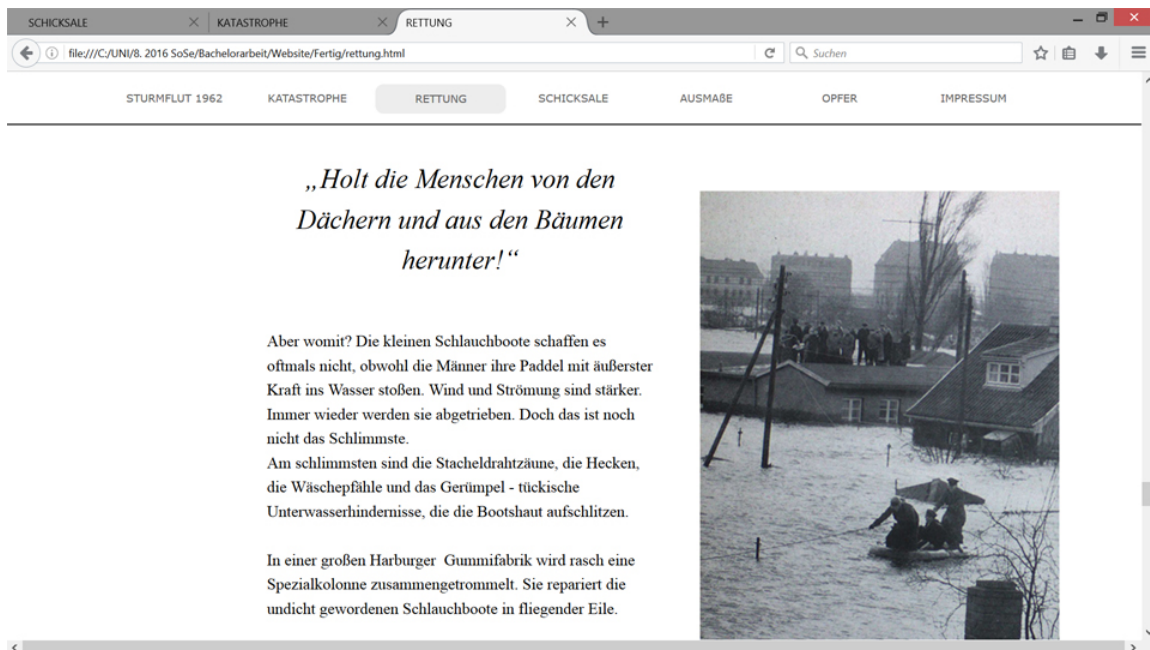 SCHICKSALE
KATASTROPHE
RETTUNG
file:///C:/UNI/8. 2016 SoSe/Bachelorarbeit/Website/Fertig/rettung.html
Suchen
STURMFLUT 1962 KATASTROPHE RETTUNG SCHICKSALE AUSMAßE OPFER IMPRESSUM
„Holt die Menschen von den
Dächern und aus den Bäumen
herunter!“
Aber womit? Die kleinen Schlauchboote schaffen es
oftmals nicht, obwohl die Männer ihre Paddel mit äußerster
Kraft ins Wasser stoßen. Wind und Strömung sind stärker.
Immer wieder werden sie abgetrieben. Doch das ist noch
nicht das Schlimmste.
Am schlimmsten sind die Stacheldrahtzäune, die Hecken,
die Wäschepfähle und das Gerümpel - tückische
Unterwasserhindernisse, die die Bootshaut aufschlitzen.
In einer großen Harburger  Gummifabrik wird rasch eine
Spezialkolonne zusammengetrommelt. Sie repariert die
undicht gewordenen Schlauchboote in fliegender Eile.